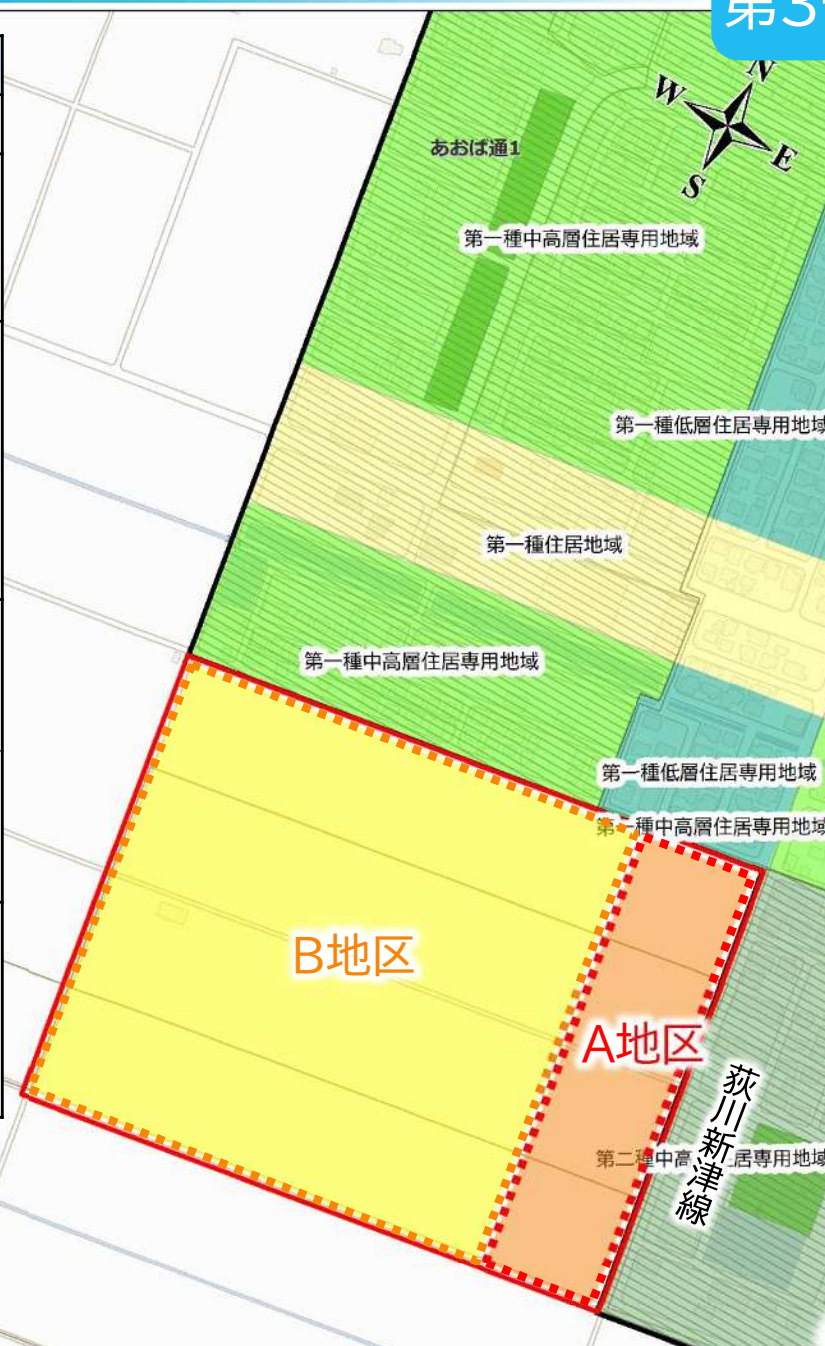 第3
N
W
E
S
あおば通1
第一種中高層住居専用地域
第一種低層住居専用地域
第一種住居地域
第一種中高層住居専用地域
第一種低層住居専用地域
第一種中高層住居専用地域
B地区
A地区
荻川新津線
第二種中高 居専用地域